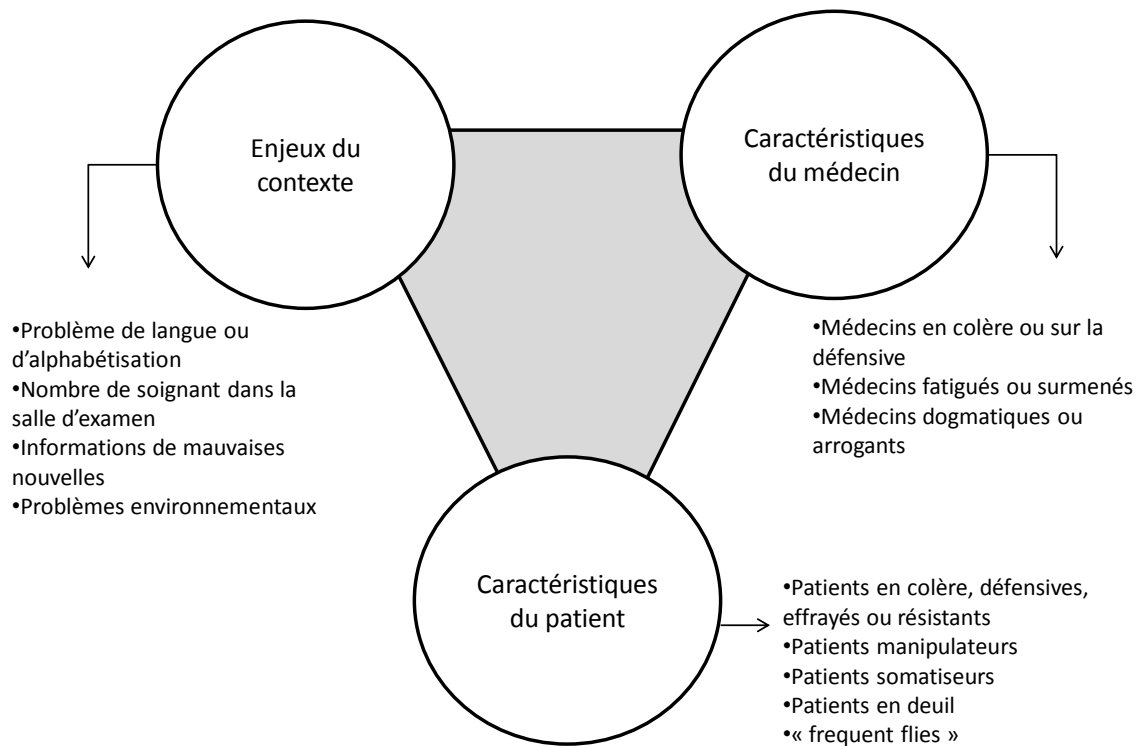 Enjeux du
contexte
Caractéristiques
du médecin
•Problème de langue ou
d'alphabétisation
•Nombre de soignant dans la
salle d'examen
•Informations de mauvaises
nouvelles
•Problèmes environnementaux
•Médecins en colère ou sur la
défensive
•Médecins fatigués ou surmenés
•Médecins dogmatiques ou
arrogants
Caractéristiques
du patient
•Patients en colère, défensives,
effrayés ou résistants
•Patients manipulateurs
•Patients somatiseurs
•Patients en deuil
•« frequent flies »